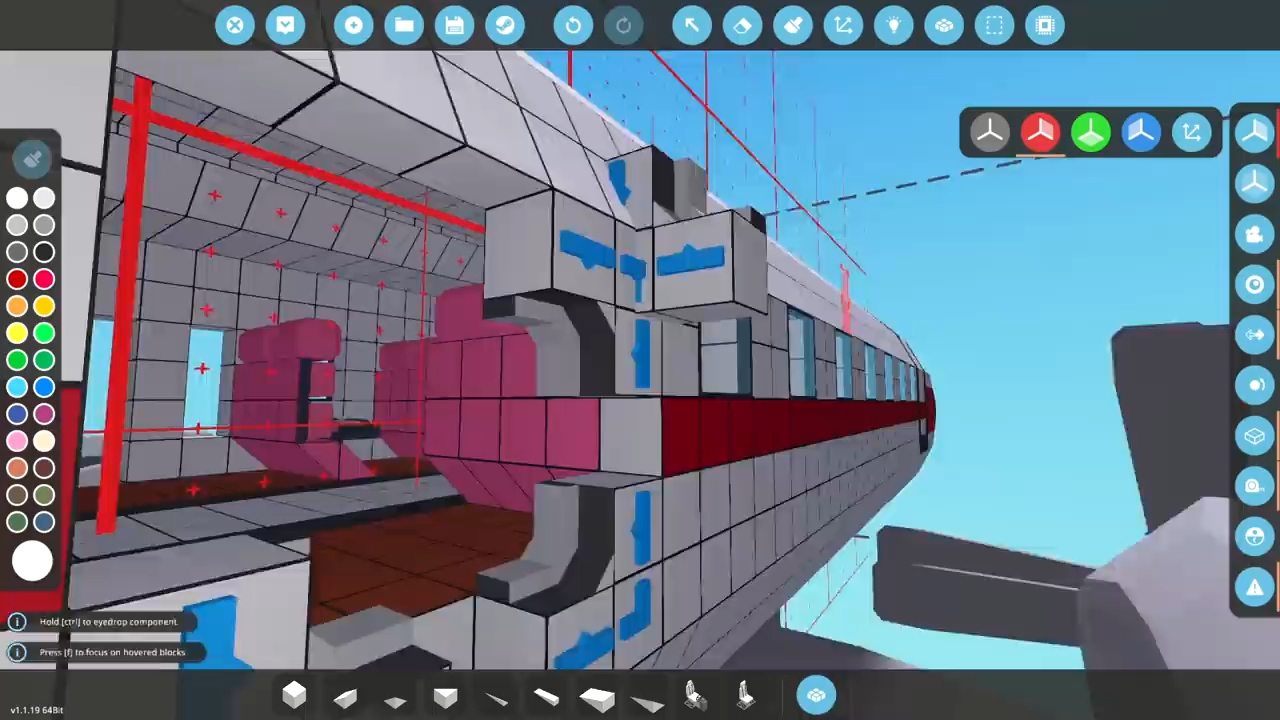 Hold [ctrl] to eyedrop component.
Press [f] to focus on hovered blocks
v1.1.19 64Bit